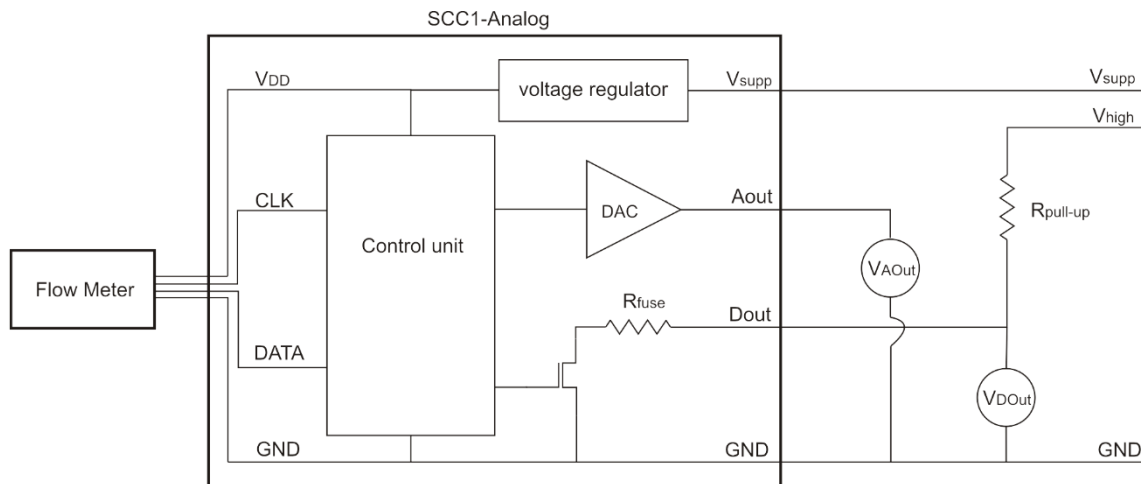 SCC1-Analog
VDD
voltage regulator
Vsupp
Vsupp
Vhigh
CLK
DAC
Aout
Rpull-up
Control unit
VAOut
Flow Meter
Rfuse
Dout
DATA
VDOut
GND
GND
GND